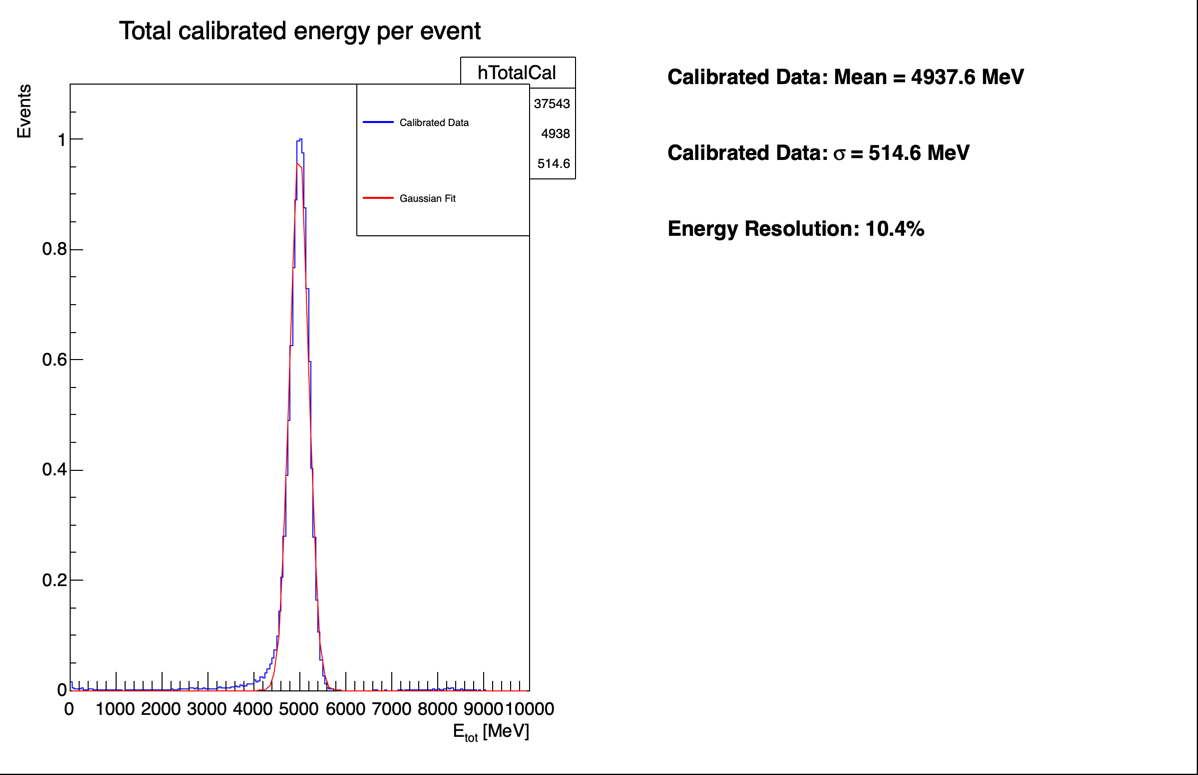 Total calibrated energy per event
hTotalCal
37543
4938
514.6
Calibrated Data
Gaussian Fit
Events
1
0.8
0.6
0.4
0.2
0
0 1000 2000 3000 4000 5000 6000 7000 8000 9000 10000
E_tot [MeV]
Calibrated Data: Mean = 4937.6 MeV
Calibrated Data: σ = 514.6 MeV
Energy Resolution: 10.4%